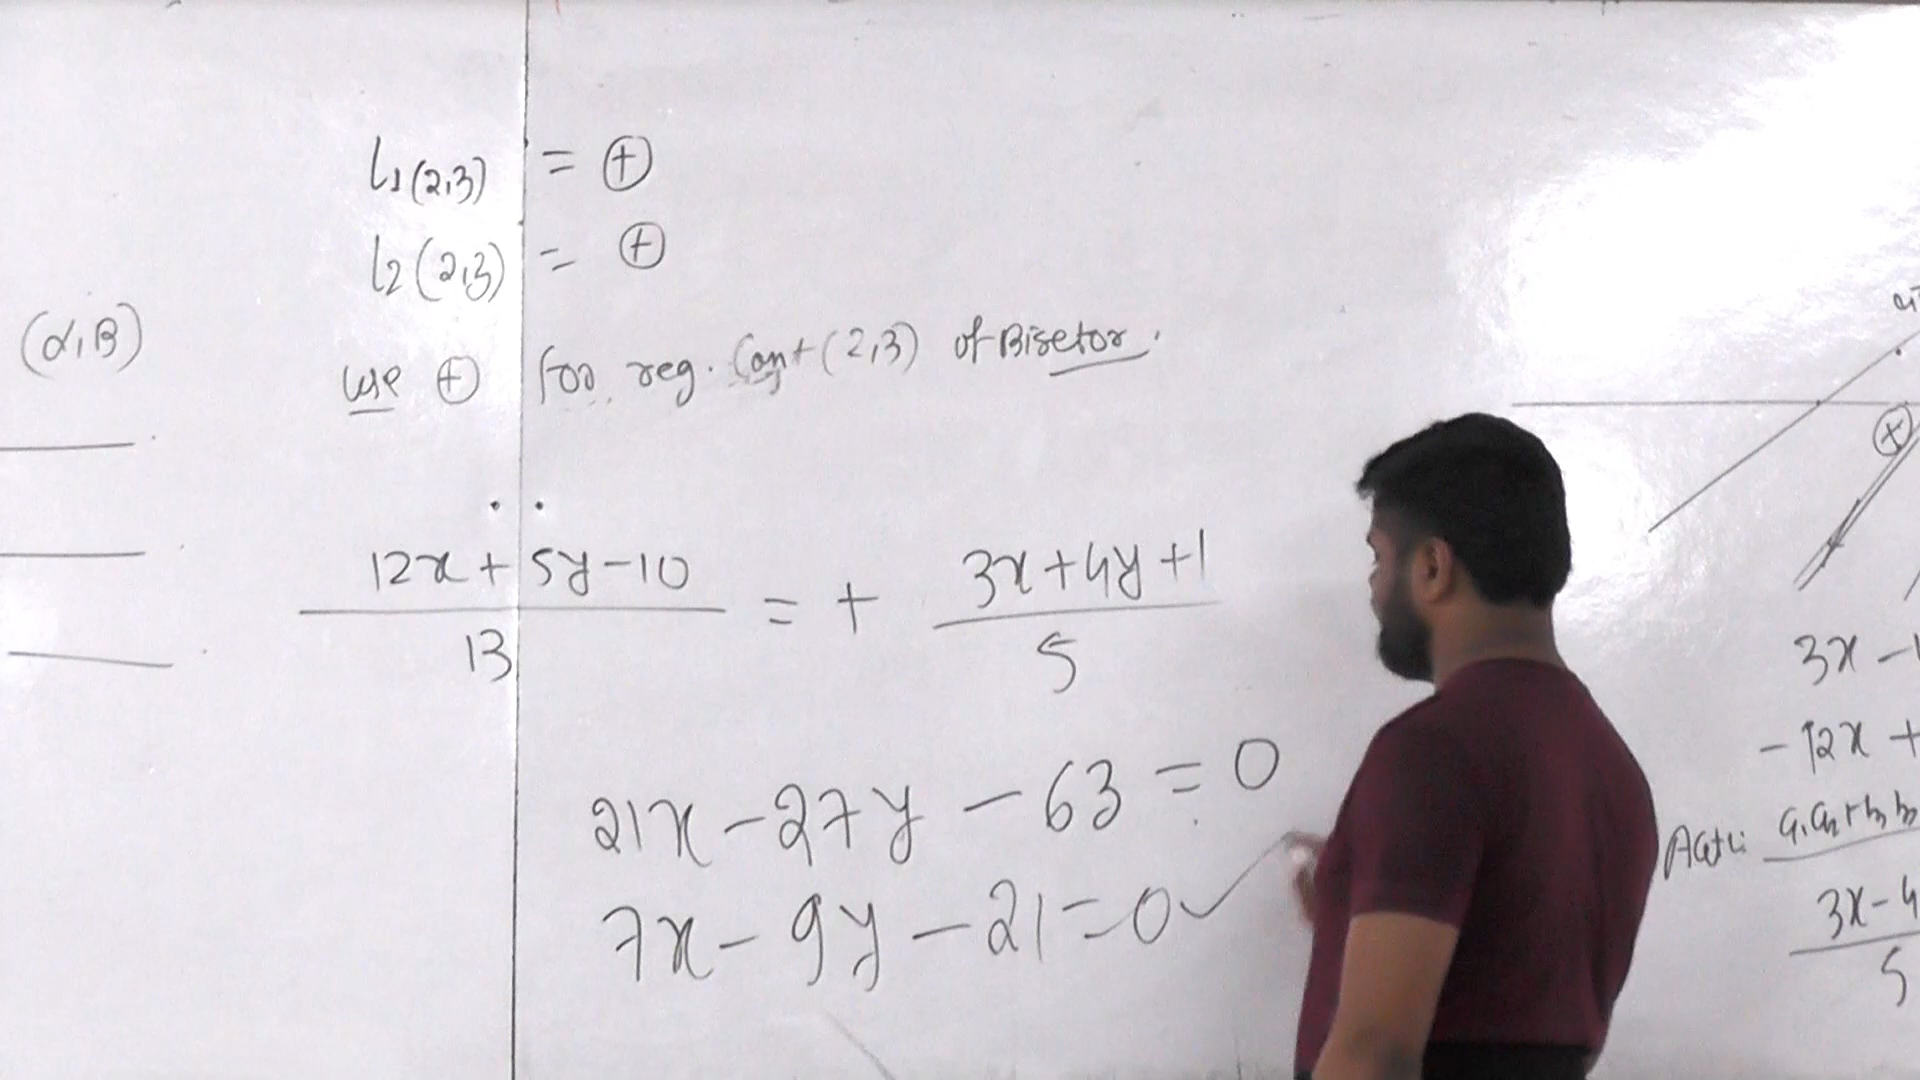 l1(2,3) = ⊕
l2(2,3) = ⊕
(α,β)
use ⊕ for reg. Cont (2,3) of Bisetor.
12x + 5y - 10
13
= +
3x + 4y + 1
5
21x - 27y - 63 = 0
7x - 9y - 21 = 0 ✓
⊕
3x -
- 12x +
3x - 4
5